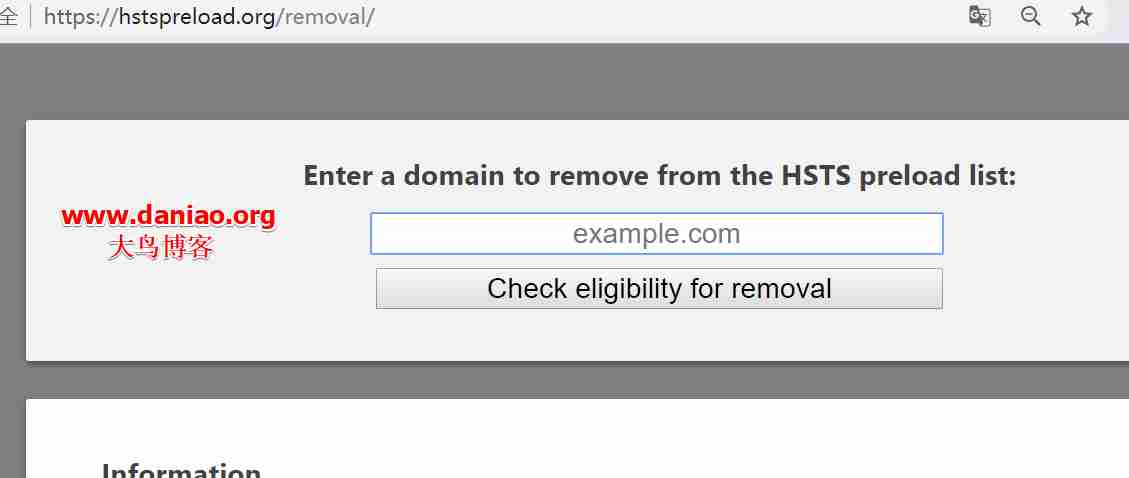 全 https://hstspreload.org/removal/
Enter a domain to remove from the HSTS preload list:
www.daniao.org
大鸟博客
example.com
Check eligibility for removal
Information